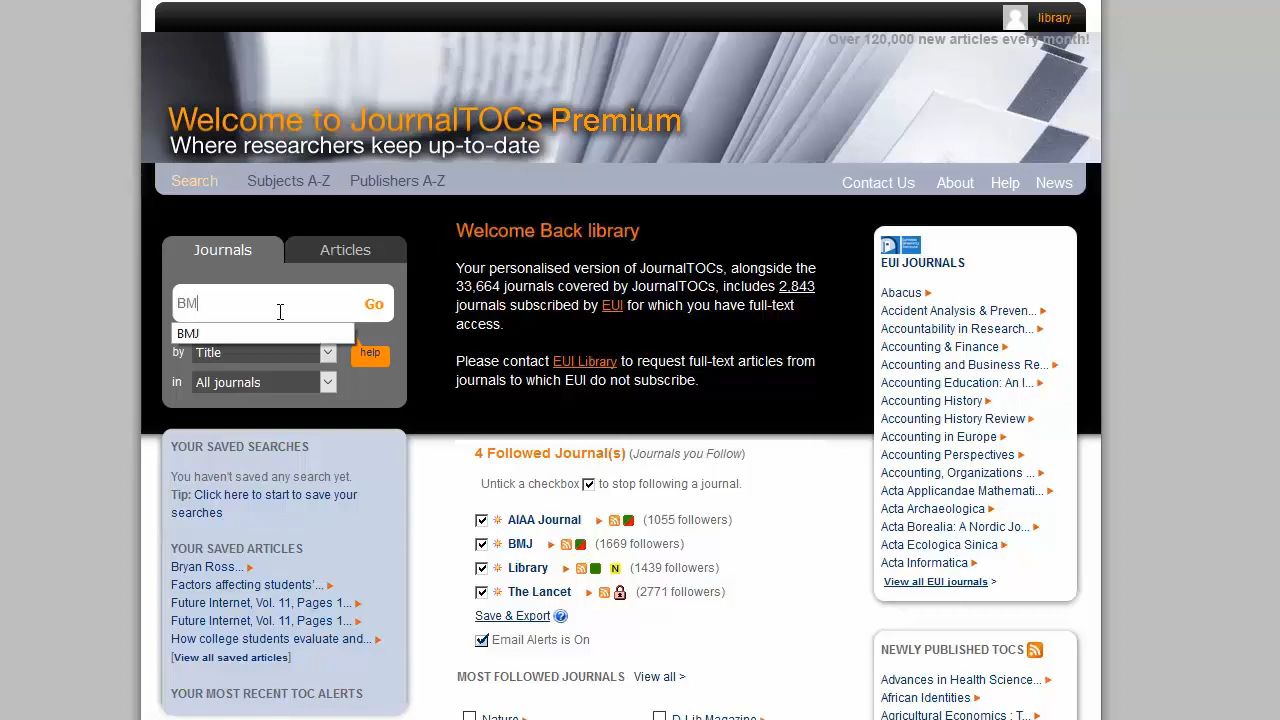 library
Over 120,000 new articles every month!
Welcome to JournalTOCs Premium
Where researchers keep up-to-date
Search Subjects A-Z Publishers A-Z Contact Us About Help News
Journals Articles
BM Go
BMJ
by Title help
in All journals
YOUR SAVED SEARCHES
You haven't saved any search yet.
Tip: Click here to start to save your
searches
YOUR SAVED ARTICLES
Bryan Ross...
Factors affecting students'...
Future Internet, Vol. 11, Pages 1...
Future Internet, Vol. 11, Pages 1...
How college students evaluate and...
[View all saved articles]
YOUR MOST RECENT TOC ALERTS
Welcome Back library
Your personalised version of JournalTOCs, alongside the
33,664 journals covered by JournalTOCs, includes 2,843
journals subscribed by EUI for which you have full-text
access.
Please contact EUI Library to request full-text articles from
journals to which EUI do not subscribe.
4 Followed Journal(s) (Journals you Follow)
Untick a checkbox to stop following a journal.
AIAA Journal (1055 followers)
BMJ (1669 followers)
Library N (1439 followers)
The Lancet (2771 followers)
Save & Export ?
Email Alerts is On
MOST FOLLOWED JOURNALS View all >
Nature D-Lib Magazine
EUI JOURNALS
Abacus
Accident Analysis & Preven...
Accountability in Research...
Accounting & Finance
Accounting and Business Re...
Accounting Education: An I...
Accounting History
Accounting History Review
Accounting in Europe
Accounting Perspectives
Accounting, Organizations ...
Acta Applicandae Mathemati...
Acta Archaeologica
Acta Borealia: A Nordic Jo...
Acta Ecologica Sinica
Acta Informatica
View all EUI journals >
NEWLY PUBLISHED TOCS
Advances in Health Science...
African Identities
Agricultural Economics : T...